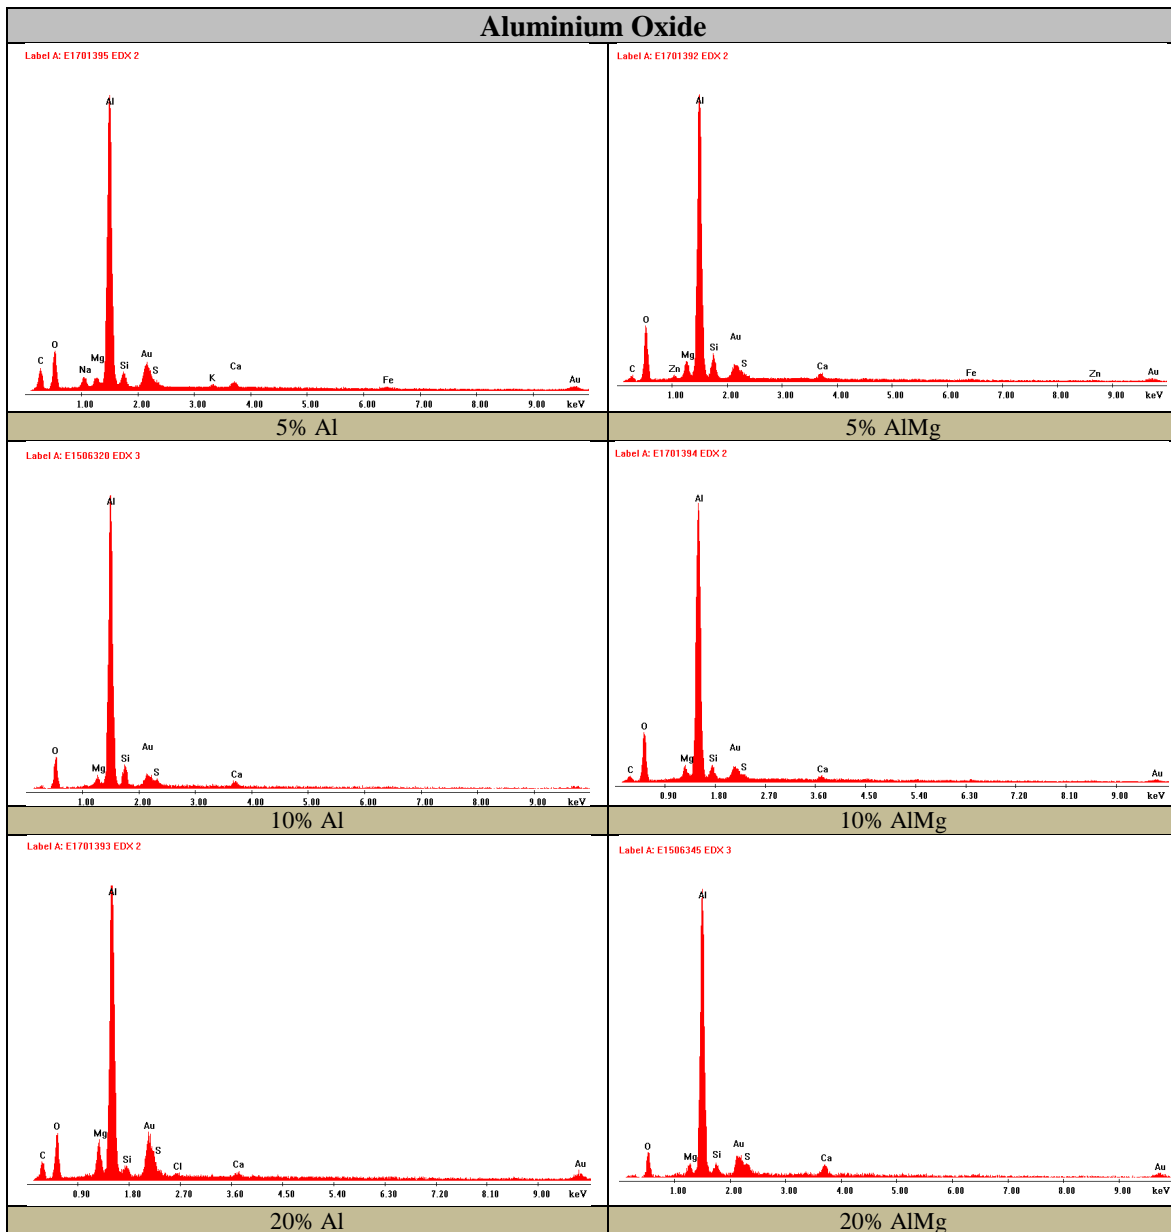 Aluminium Oxide
Label A: E1701395 EDX 2
Al
O
C
Na
Mg
Si
Au
S
K
Ca
Fe
Au
1.00 2.00 3.00 4.00 5.00 6.00 7.00 8.00 9.00 keV
5% Al
Label A: E1701392 EDX 2
Al
O
C
Zn
Mg
Si
Au
S
Ca
Fe
Zn
Au
1.00 2.00 3.00 4.00 5.00 6.00 7.00 8.00 9.00 keV
5% AlMg
Label A: E1506320 EDX 3
Al
O
Mg
Si
Au
S
Ca
1.00 2.00 3.00 4.00 5.00 6.00 7.00 8.00 9.00 keV
10% Al
Label A: E1701394 EDX 2
Al
O
C
Mg
Si
Au
S
Ca
Au
0.90 1.80 2.70 3.60 4.50 5.40 6.30 7.20 8.10 9.00 keV
10% AlMg
Label A: E1701393 EDX 2
Al
O
C
Mg
Si
Au
S
Cl
Ca
Au
0.90 1.80 2.70 3.60 4.50 5.40 6.30 7.20 8.10 9.00 keV
20% Al
Label A: E1506345 EDX 3
Al
O
Mg
Si
Au
S
Ca
Au
1.00 2.00 3.00 4.00 5.00 6.00 7.00 8.00 9.00 keV
20% AlMg